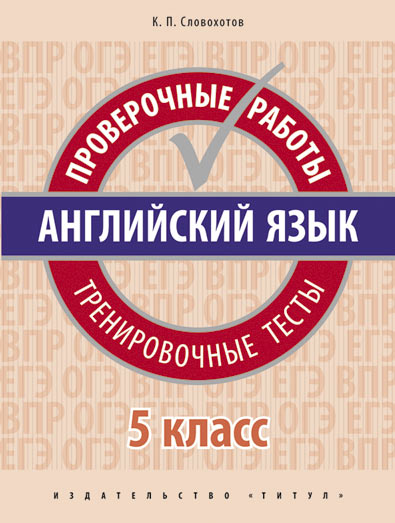 К. П. Словохотов
ПРОВЕРОЧНЫЕ РАБОТЫ
АНГЛИЙСКИЙ ЯЗЫК
ТРЕНИРОВОЧНЫЕ ТЕСТЫ
5 класс
ИЗДАТЕЛЬСТВО «ТИТУЛ»